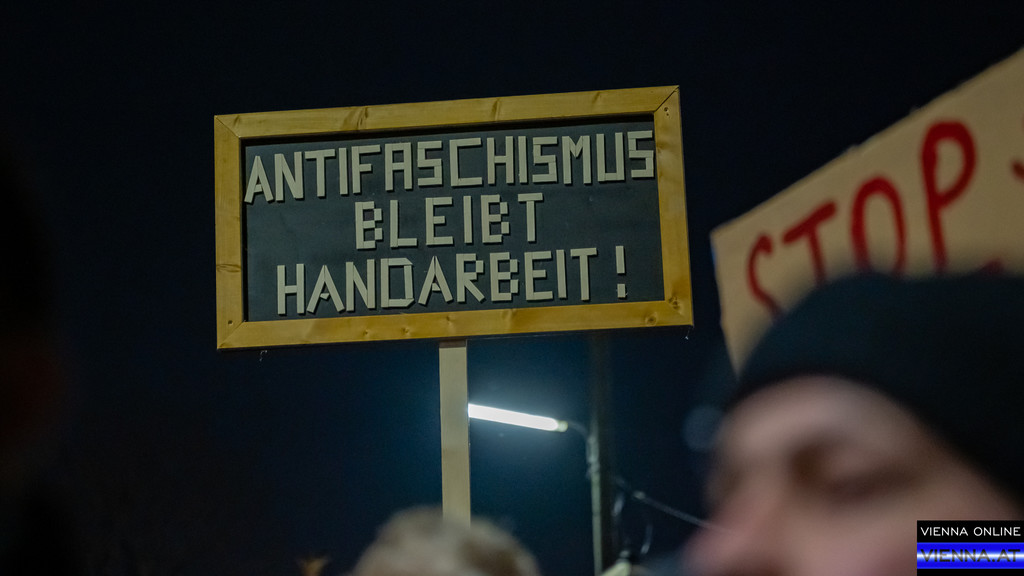 ANTIFASCHISMUS
BLEIBT
HANDARBEIT!
STOP
VIENNA ONLINE
VIENNA.AT